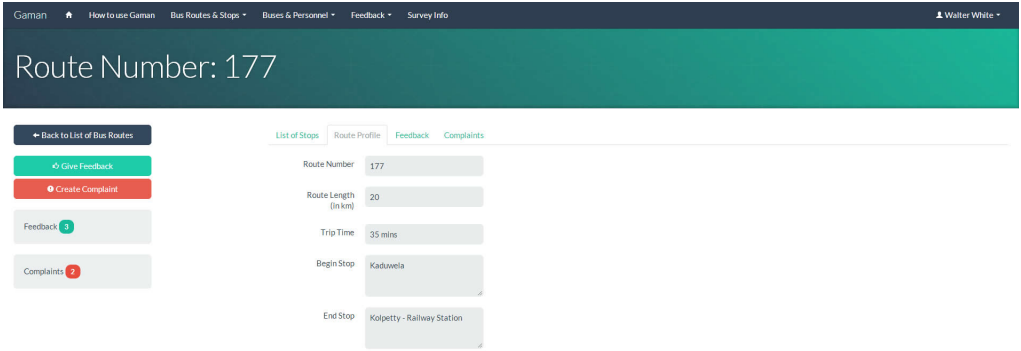 Gaman How to use Gaman Bus Routes & Stops Buses & Personnel Feedback Survey Info Walter White
Route Number: 177
Back to List of Bus Routes
Give Feedback
Create Complaint
Feedback 3
Complaints 2
List of Stops Route Profile Feedback Complaints
Route Number 177
Route Length
(in km) 20
Trip Time 35 mins
Begin Stop Kaduwela
End Stop Kolpetty - Railway Station